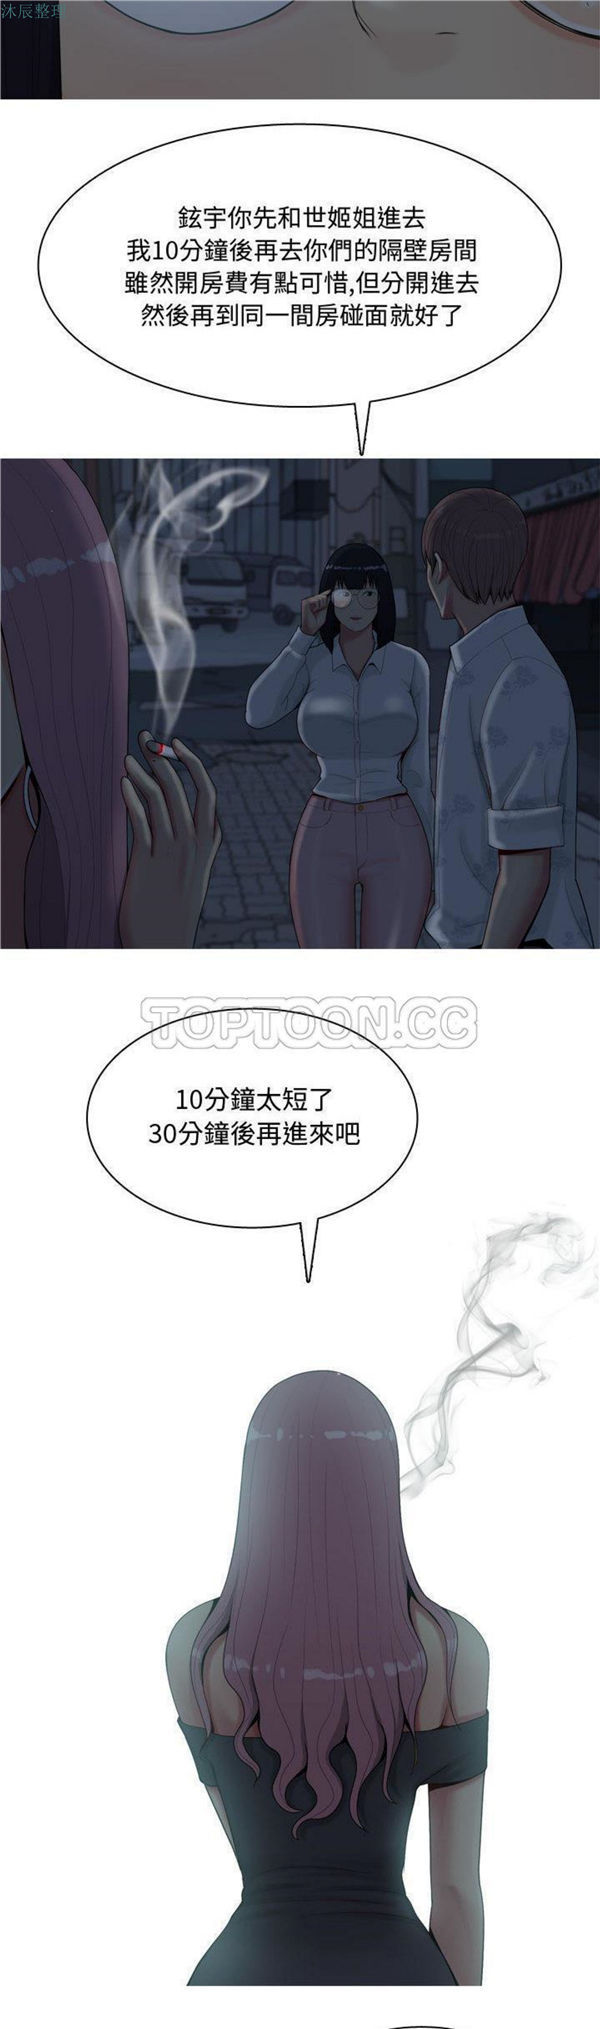 沐辰整理
鉉宇你先和世姬姐進去
我10分鐘後再去你們的隔壁房間
雖然開房費有點可惜,但分開進去
然後再到同一間房碰面就好了
TOPTOON.CC
10分鐘太短了
30分鐘後再進來吧